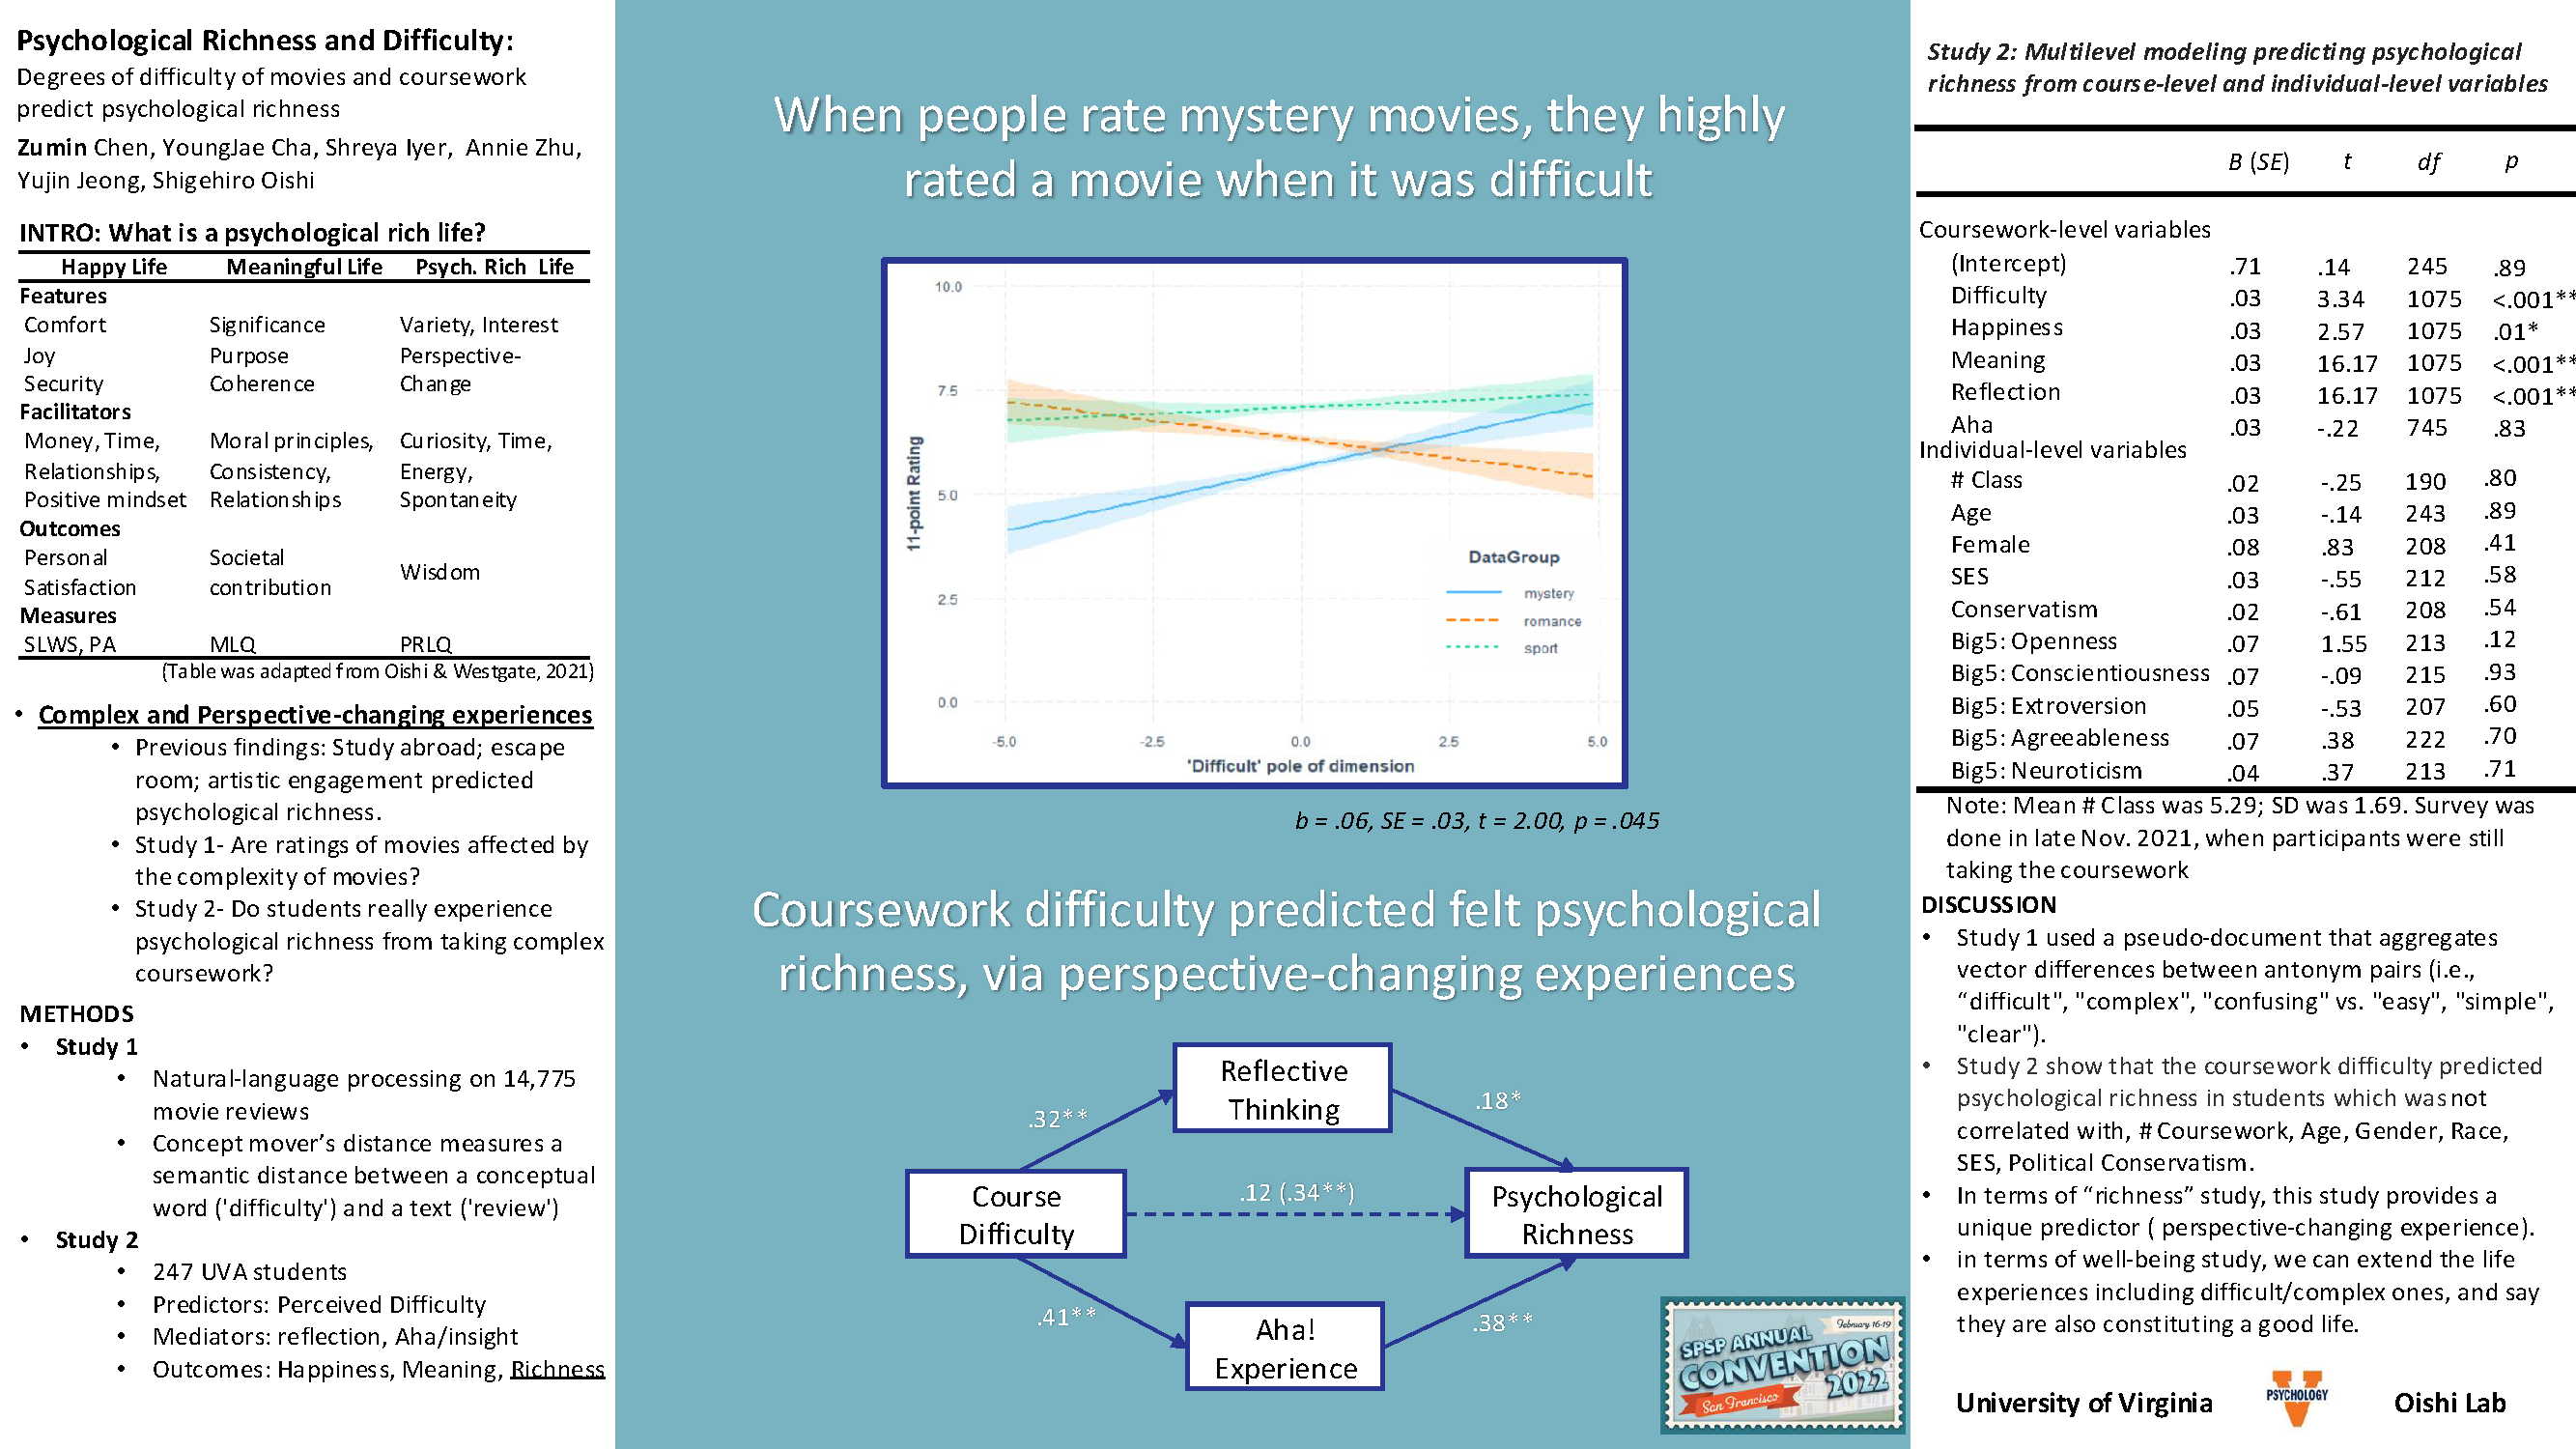 Psychological Richness and Difficulty:
Degrees of difficulty of movies and coursework
predict psychological richness
Zumin Chen, YoungJae Cha, Shreya Iyer, Annie Zhu,
Yujin Jeong, Shigehiro Oishi
INTRO: What is a psychological rich life?
Happy Life Meaningful Life Psych. Rich Life
Features
Comfort Significance Variety, Interest
Joy Purpose Perspective-
Security Coherence Change
Facilitators
Money, Time, Moral principles, Curiosity, Time,
Relationships, Consistency, Energy,
Positive mindset Relationships Spontaneity
Outcomes
Personal Societal
Wisdom
Satisfaction contribution
Measures
SLWS, PA MLQ PRLQ
(Table was adapted from Oishi & Westgate, 2021)
• Complex and Perspective-changing experiences
• Previous findings: Study abroad; escape
room; artistic engagement predicted
psychological richness.
• Study 1- Are ratings of movies affected by
the complexity of movies?
• Study 2- Do students really experience
psychological richness from taking complex
coursework?
METHODS
• Study 1
• Natural-language processing on 14,775
movie reviews
• Concept mover’s distance measures a
semantic distance between a conceptual
word ('difficulty') and a text ('review')
• Study 2
• 247 UVA students
• Predictors: Perceived Difficulty
• Mediators: reflection, Aha/insight
• Outcomes: Happiness, Meaning, Richness
When people rate mystery movies, they highly
rated a movie when it was difficult
10.0
7.5
5.0
2.5
0.0
11-point Rating
DataGroup
mystery
romance
sport
-5.0 -2.5 0.0 2.5 5.0
'Difficult' pole of dimension
b = .06, SE = .03, t = 2.00, p = .045
Coursework difficulty predicted felt psychological
richness, via perspective-changing experiences
Reflective
Thinking
.32**
.18*
Course
Difficulty
.12 (.34**)
Psychological
Richness
.41**
.38**
Aha!
Experience
February 16-19
SPSP ANNUAL
CONVENTION
2022
San Francisco
Study 2: Multilevel modeling predicting psychological
richness from course-level and individual-level variables
B (SE) t df p
Coursework-level variables
(Intercept) .71 .14 245 .89
Difficulty .03 3.34 1075 <.001**
Happiness .03 2.57 1075 .01*
Meaning .03 16.17 1075 <.001**
Reflection .03 16.17 1075 <.001**
Aha .03 -.22 745 .83
Individual-level variables
# Class .02 -.25 190 .80
Age .03 -.14 243 .89
Female .08 .83 208 .41
SES .03 -.55 212 .58
Conservatism .02 -.61 208 .54
Big5: Openness .07 1.55 213 .12
Big5: Conscientiousness .07 -.09 215 .93
Big5: Extroversion .05 -.53 207 .60
Big5: Agreeableness .07 .38 222 .70
Big5: Neuroticism .04 .37 213 .71
Note: Mean # Class was 5.29; SD was 1.69. Survey was
done in late Nov. 2021, when participants were still
taking the coursework
DISCUSSION
• Study 1 used a pseudo-document that aggregates
vector differences between antonym pairs (i.e.,
“difficult", "complex", "confusing" vs. "easy", "simple",
"clear").
• Study 2 show that the coursework difficulty predicted
psychological richness in students which was not
correlated with, # Coursework, Age, Gender, Race,
SES, Political Conservatism.
• In terms of “richness” study, this study provides a
unique predictor ( perspective-changing experience).
• in terms of well-being study, we can extend the life
experiences including difficult/complex ones, and say
they are also constituting a good life.
University of Virginia
PSYCHOLOGY
Oishi Lab